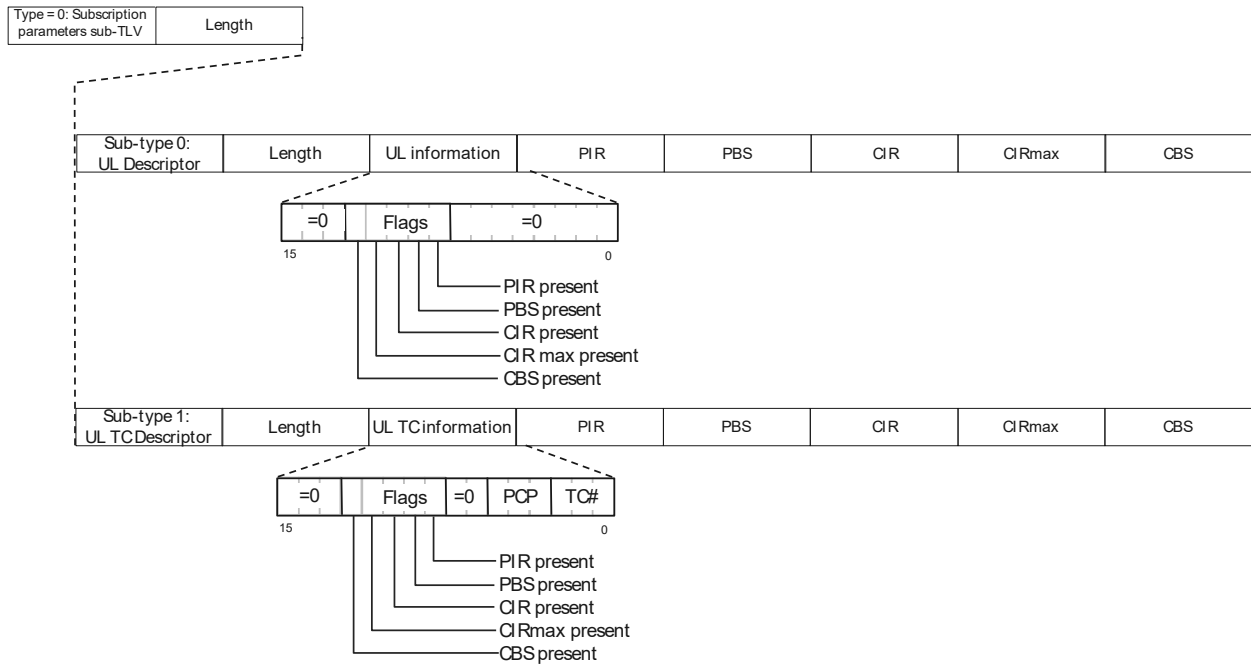 Type = 0: Subscription
parameters sub-TLV
Length
Sub-type 0:
UL Descriptor
Length
UL information
PIR
PBS
CIR
CIRmax
CBS
=0
Flags
=0
15
0
PIR present
PBS present
CIR present
CIR max present
CBS present
Sub-type 1:
UL TC Descriptor
Length
UL TC information
PIR
PBS
CIR
CIRmax
CBS
=0
Flags
=0
PCP
TC#
15
0
PIR present
PBS present
CIR present
CIRmax present
CBS present